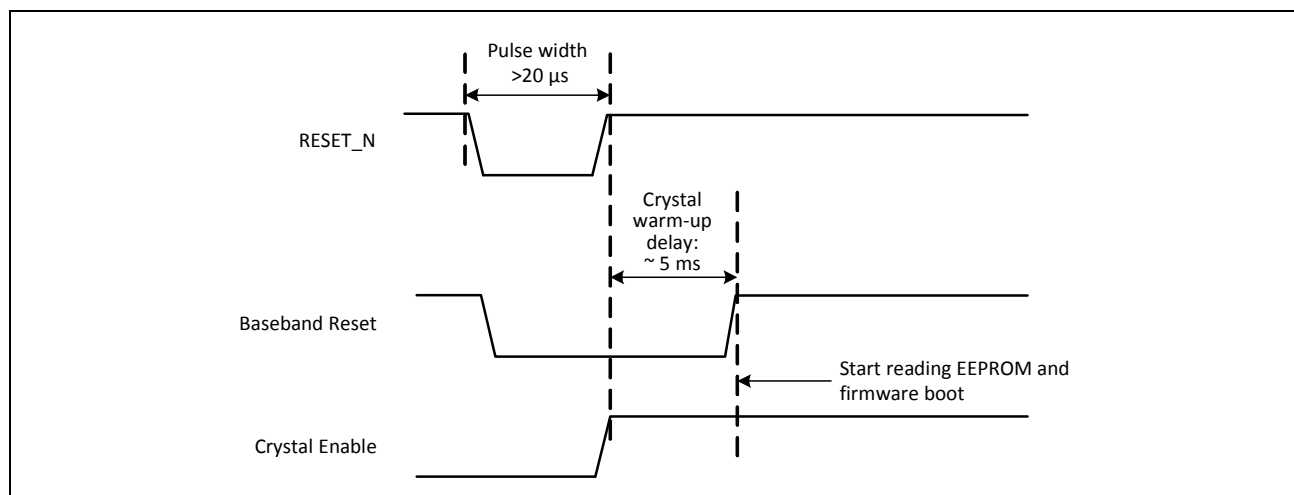 Pulse width
>20 µs
RESET_N
Crystal
warm-up
delay:
~ 5 ms
Baseband Reset
Start reading EEPROM and
firmware boot
Crystal Enable